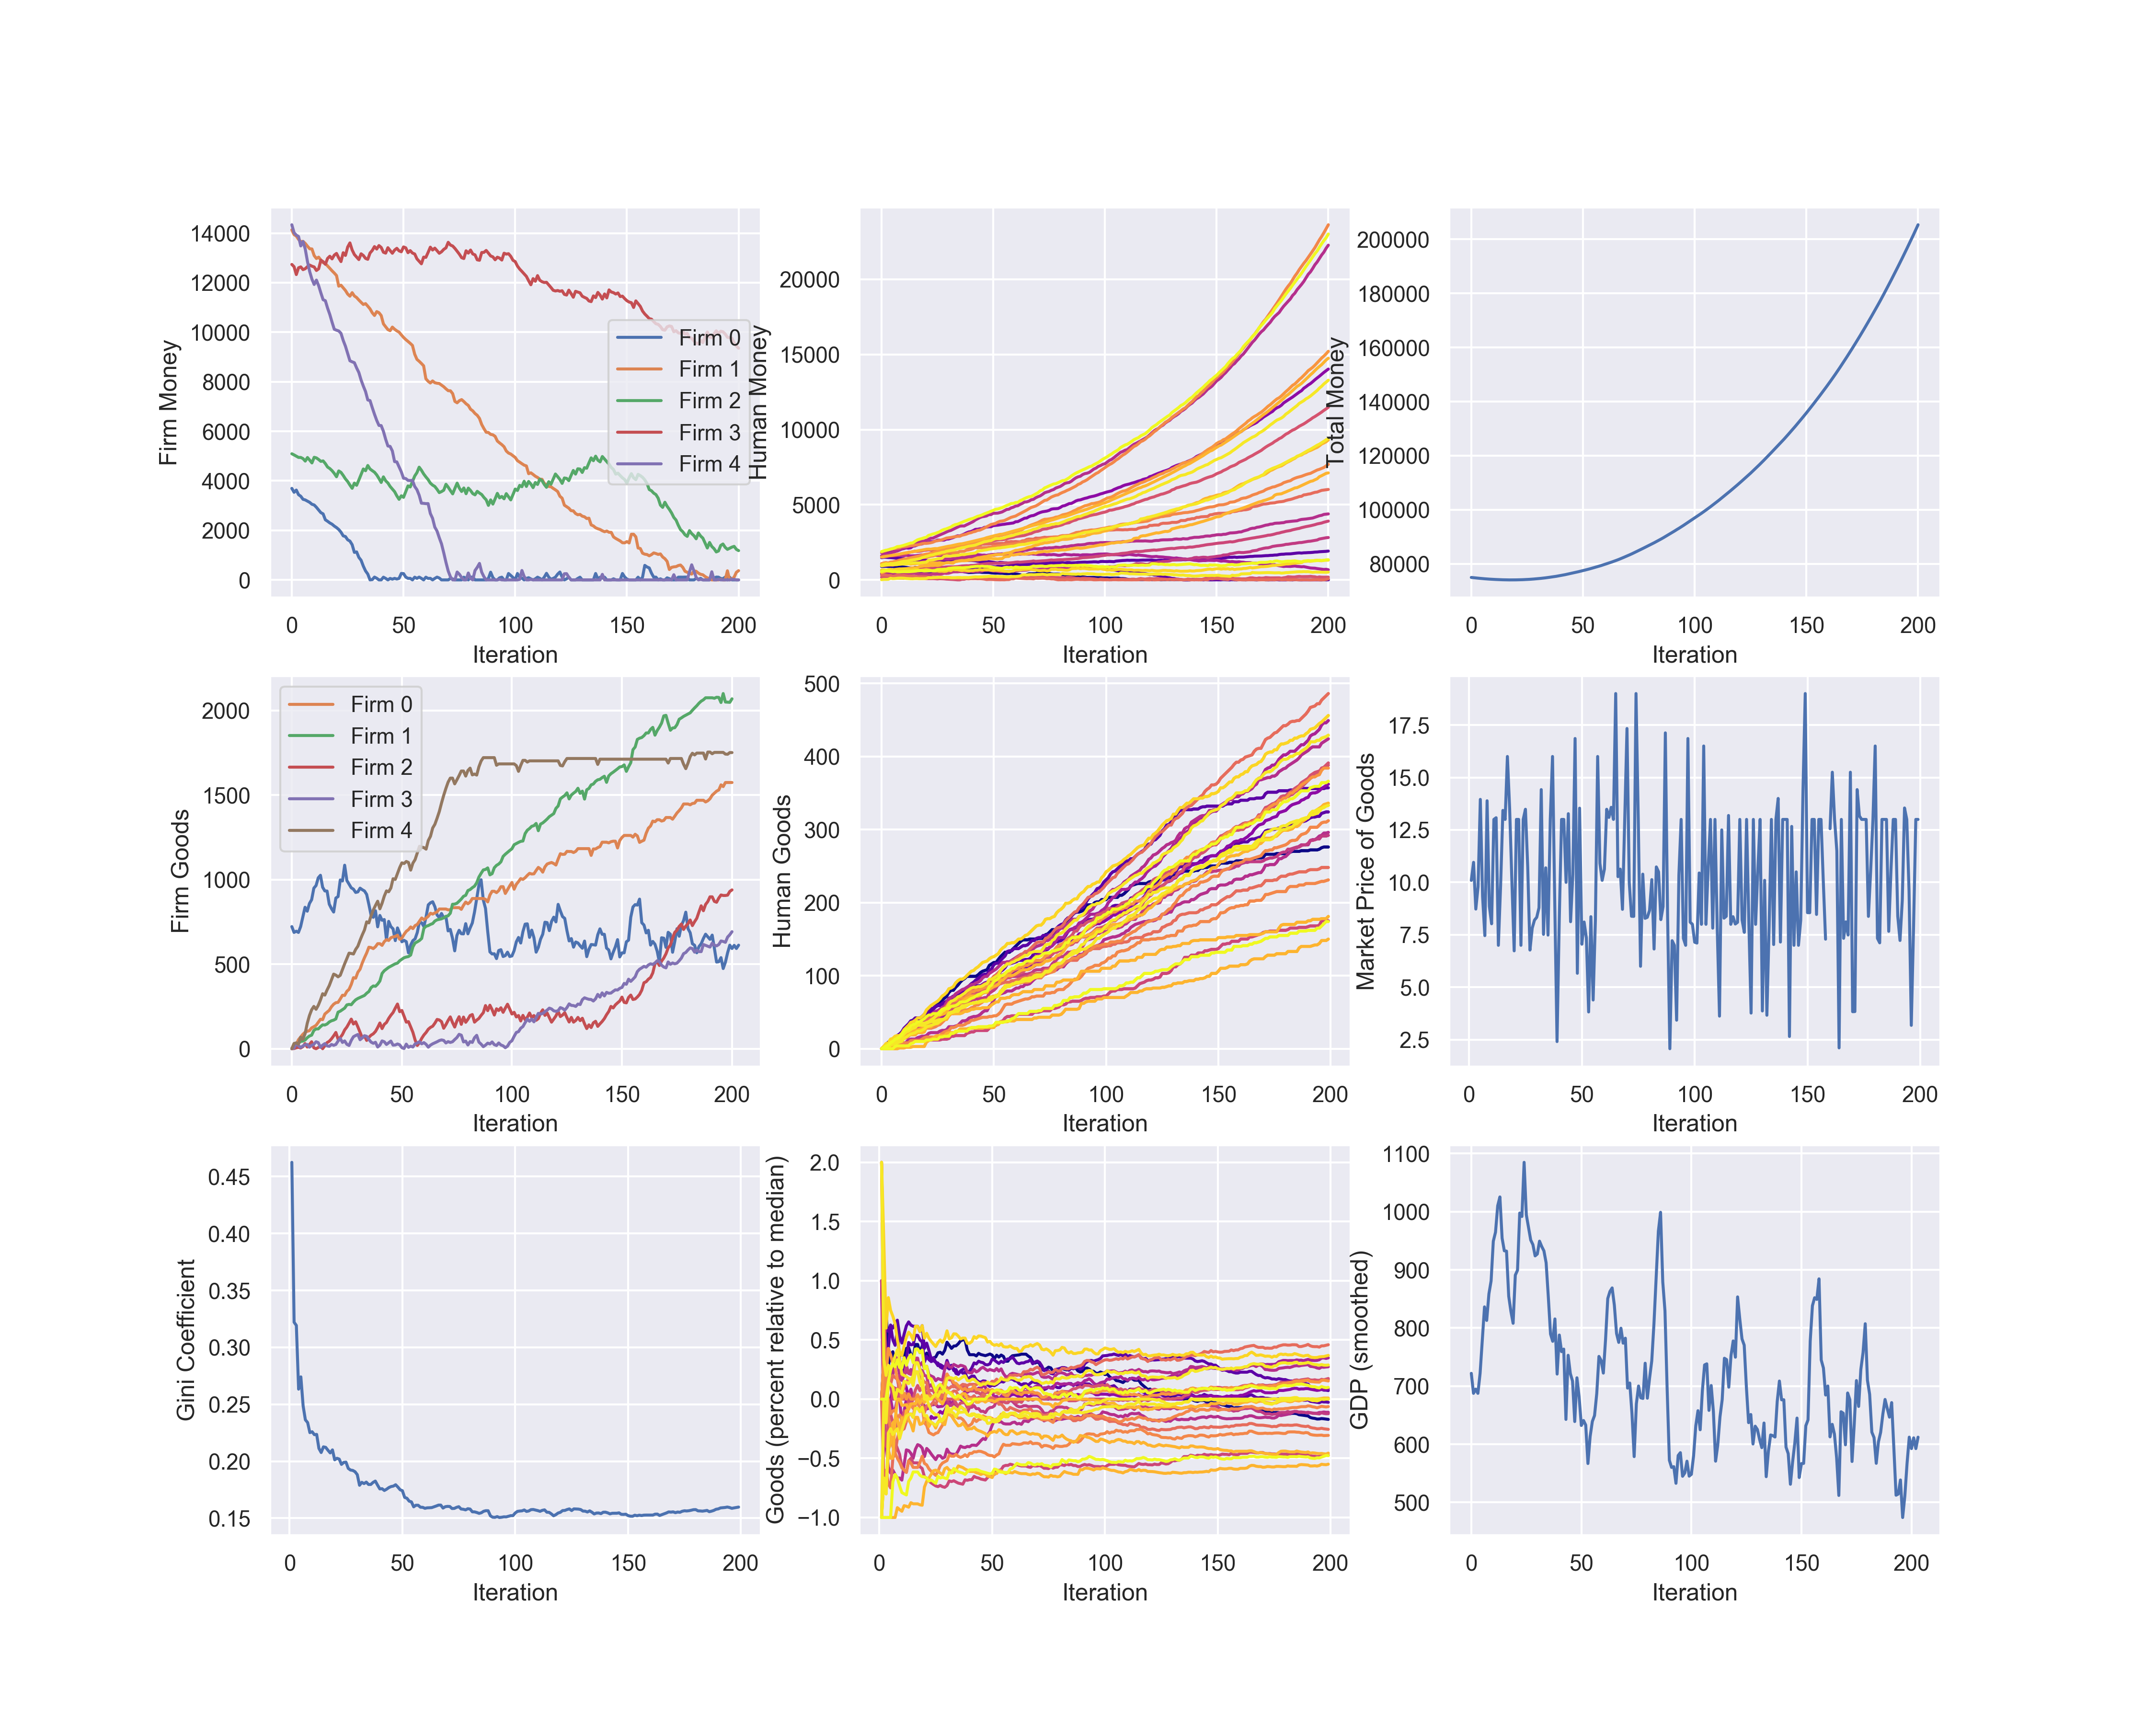 14000
12000
10000
8000
6000
4000
2000
0
Firm Money
0 50 100 150 200
Iteration
Firm 0
Firm 1
Firm 2
Firm 3
Firm 4
20000
15000
10000
5000
0
Human Money
0 50 100 150 200
Iteration
200000
180000
160000
140000
120000
100000
80000
Total Money
0 50 100 150 200
Iteration
2000
1500
1000
500
0
Firm Goods
0 50 100 150 200
Iteration
Firm 0
Firm 1
Firm 2
Firm 3
Firm 4
500
400
300
200
100
0
Human Goods
0 50 100 150 200
Iteration
17.5
15.0
12.5
10.0
7.5
5.0
2.5
Market Price of Goods
0 50 100 150 200
Iteration
0.45
0.40
0.35
0.30
0.25
0.20
0.15
Gini Coefficient
0 50 100 150 200
Iteration
2.0
1.5
1.0
0.5
0.0
−0.5
−1.0
Goods (percent relative to median)
0 50 100 150 200
Iteration
1100
1000
900
800
700
600
500
GDP (smoothed)
0 50 100 150 200
Iteration